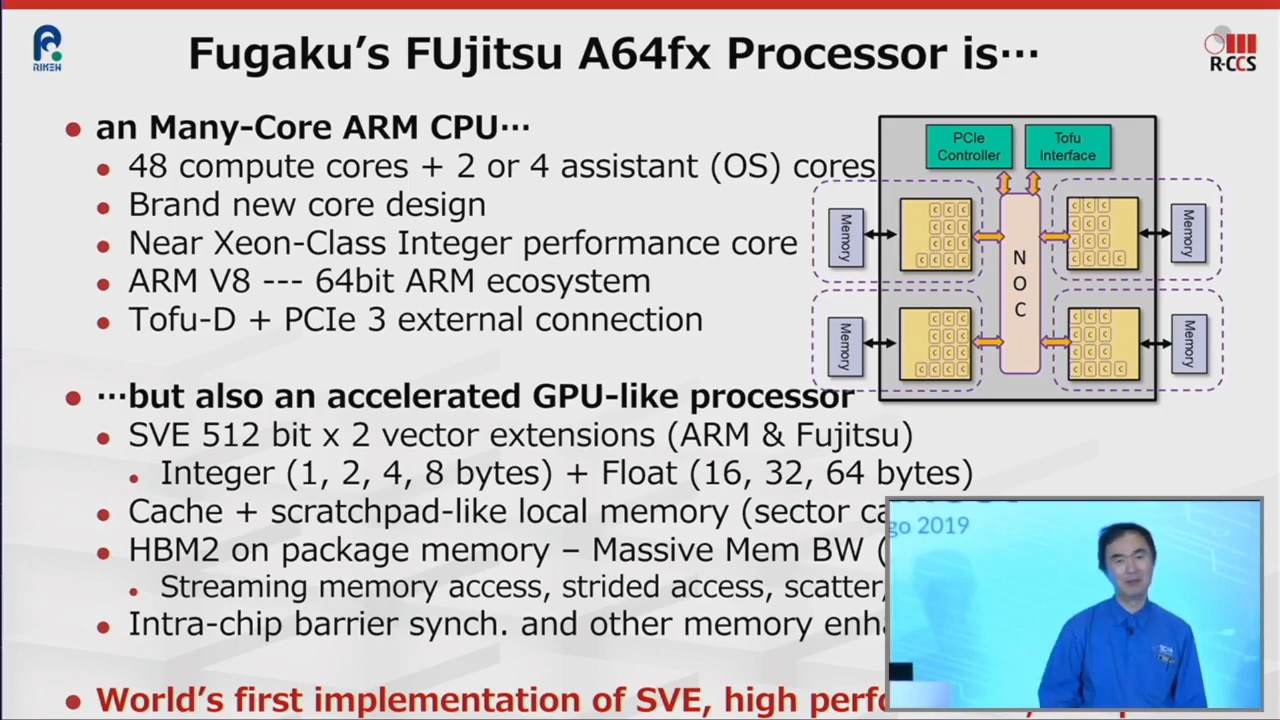 RIKEN
Fugaku's FUjitsu A64fx Processor is…
R-CCS
an Many-Core ARM CPU…
48 compute cores + 2 or 4 assistant (OS) cores
Brand new core design
Near Xeon-Class Integer performance core
ARM V8 --- 64bit ARM ecosystem
Tofu-D + PCIe 3 external connection
PCIe
Controller
Tofu
Interface
Memory
C C C
C C C
C C C
C C C C
N
O
C
C C C
C C C
C C C
C C C C
Memory
Memory
C C C
C C C
C C C
C C C C
C C C
C C C
C C C
C C C C
Memory
…but also an accelerated GPU-like processor
SVE 512 bit x 2 vector extensions (ARM & Fujitsu)
Integer (1, 2, 4, 8 bytes) + Float (16, 32, 64 bytes)
Cache + scratchpad-like local memory (sector ca
HBM2 on package memory – Massive Mem BW (
Streaming memory access, strided access, scatter/
Intra-chip barrier synch. and other memory enha
World's first implementation of SVE, high perfo
go 2019